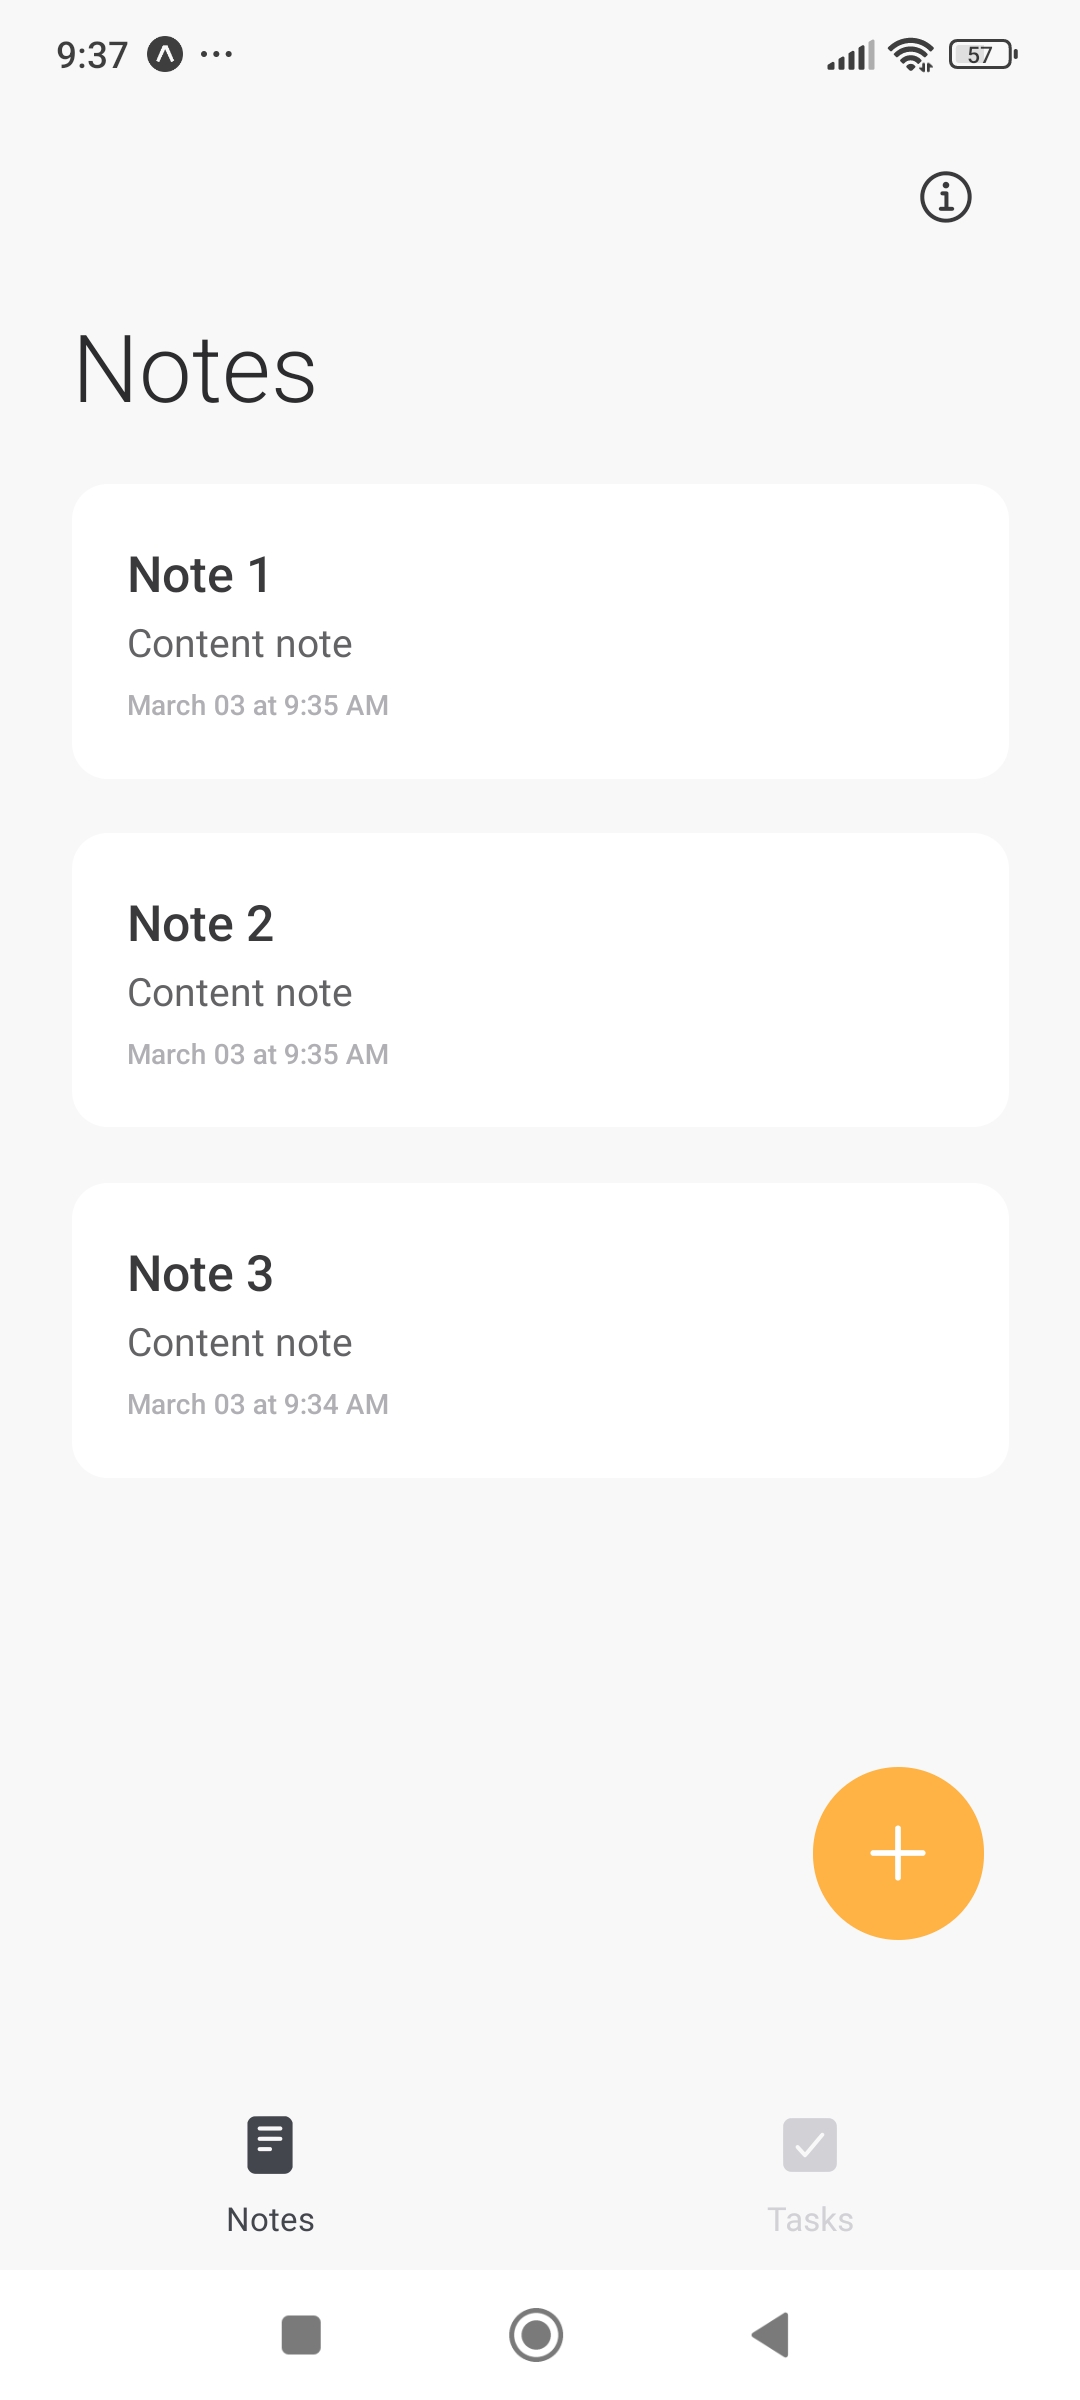 9:37
57
Notes
Note 1
Content note
March 03 at 9:35 AM
Note 2
Content note
March 03 at 9:35 AM
Note 3
Content note
March 03 at 9:34 AM
Notes
Tasks